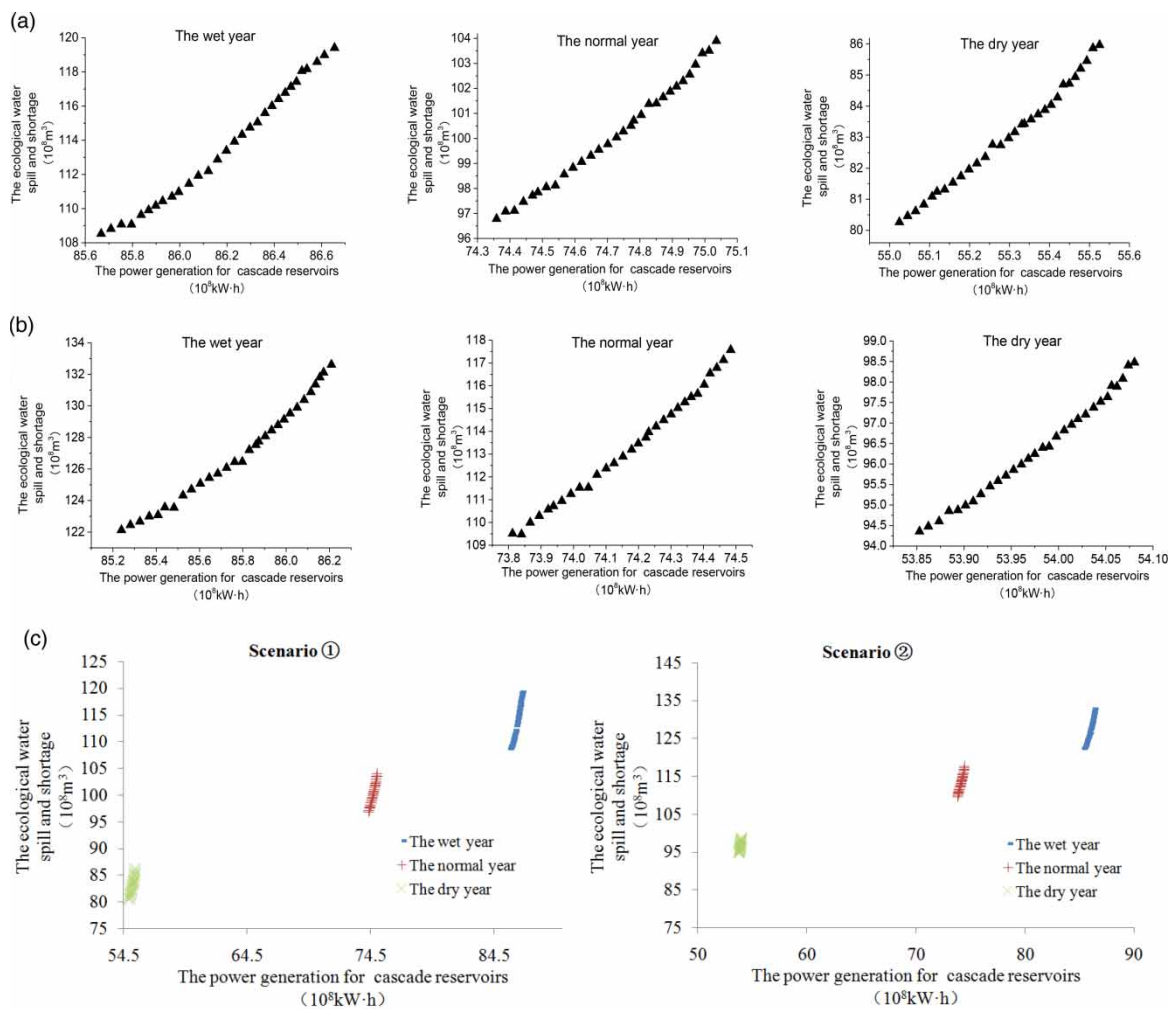 (a)
The wet year
The ecological water
spill and shortage
(10⁸m³)
120
118
116
114
112
110
108
85.6 85.8 86.0 86.2 86.4 86.6
The power generation for cascade reservoirs
(10⁸kW·h)
The normal year
The ecological water
spill and shortage
(10⁸m³)
104
103
102
101
100
99
98
97
96
74.3 74.4 74.5 74.6 74.7 74.8 74.9 75.0 75.1
The power generation for cascade reservoirs
(10⁸kW·h)
The dry year
The ecological water
spill and shortage
(10⁸m³)
86
85
84
83
82
81
80
55.0 55.1 55.2 55.3 55.4 55.5 55.6
The power generation for cascade reservoirs
(10⁸kW·h)
(b)
The wet year
The ecological water
spill and shortage
(10⁸m³)
134
132
130
128
126
124
122
85.2 85.4 85.6 85.8 86.0 86.2
The power generation for cascade reservoirs
(10⁸kW·h)
The normal year
The ecological water
spill and shortage
(10⁸m³)
118
117
116
115
114
113
112
111
110
109
73.8 73.9 74.0 74.1 74.2 74.3 74.4 74.5
The power generation for cascade reservoirs
(10⁸kW·h)
The dry year
The ecological water
spill and shortage
(10⁸m³)
99.0
98.5
98.0
97.5
97.0
96.5
96.0
95.5
95.0
94.5
94.0
53.85 53.90 53.95 54.00 54.05 54.10
The power generation for cascade reservoirs
(10⁸kW·h)
(c)
Scenario ①
The ecological water
spill and shortage
(10⁸m³)
125
120
115
110
105
100
95
90
85
80
75
The wet year
The normal year
The dry year
54.5 64.5 74.5 84.5
The power generation for cascade reservoirs
(10⁸kW·h)
Scenario ②
The ecological water
spill and shortage
(10⁸m³)
145
135
125
115
105
95
85
75
The wet year
The normal year
The dry year
50 60 70 80 90
The power generation for cascade reservoirs
(10⁸kW·h)